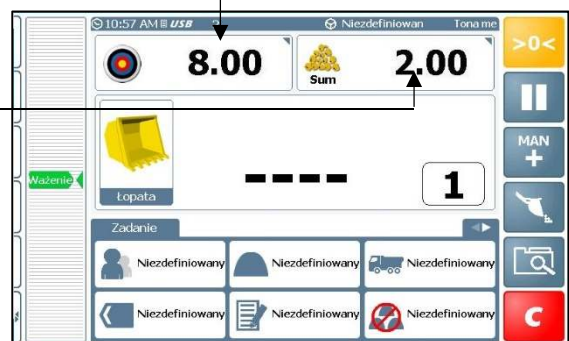 10:57 AM USB Niezdefiniowan Tona me
8.00
Sum
2.00
>0<
MAN
+
Ważenie
Łopata
----
1
Zadanie
Niezdefiniowany Niezdefiniowany Niezdefiniowany
Niezdefiniowany Niezdefiniowany Niezdefiniowany
C